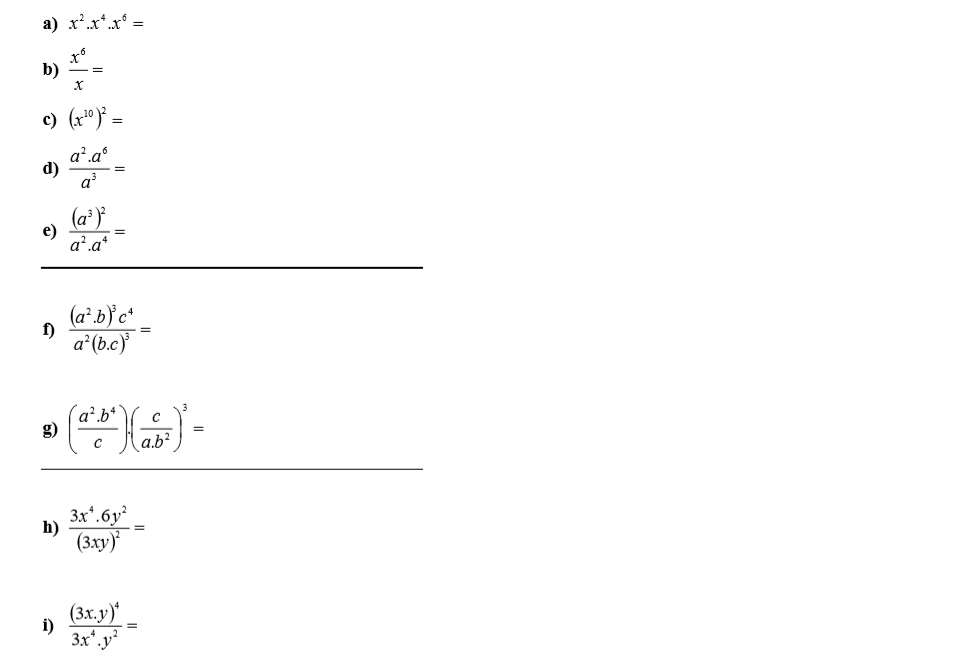 a) x².x⁴.x⁶ =
b) x⁶/x =
c) (x¹⁰)² =
d) a².a⁶/a³ =
e) (a³)²/a².a⁴ =
f) (a².b)³c⁴/a²(b.c)³ =
g) (a².b⁴/c).(c/a.b²)³ =
h) 3x⁴.6y²/(3xy)² =
i) (3x.y)⁴/3x⁴.y² =